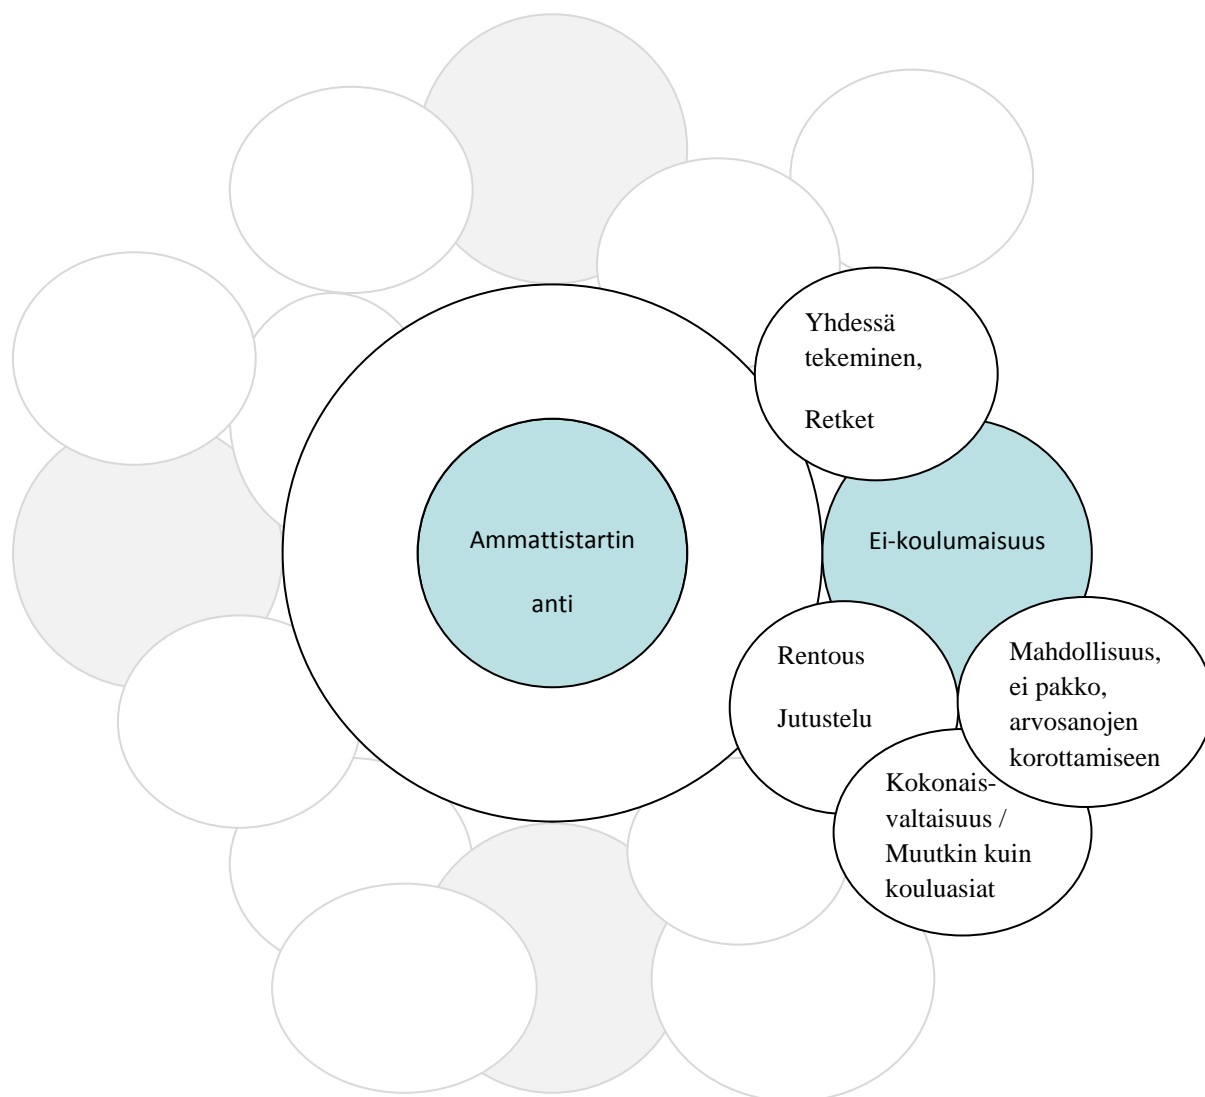 Yhdessä
tekeminen,
Retket
Ammattistartin
anti
Ei-koulumaisuus
Rentous
Jutustelu
Mahdollisuus,
ei pakko,
arvosanojen
korottamiseen
Kokonais-
valtaisuus /
Muutkin kuin
kouluasiat